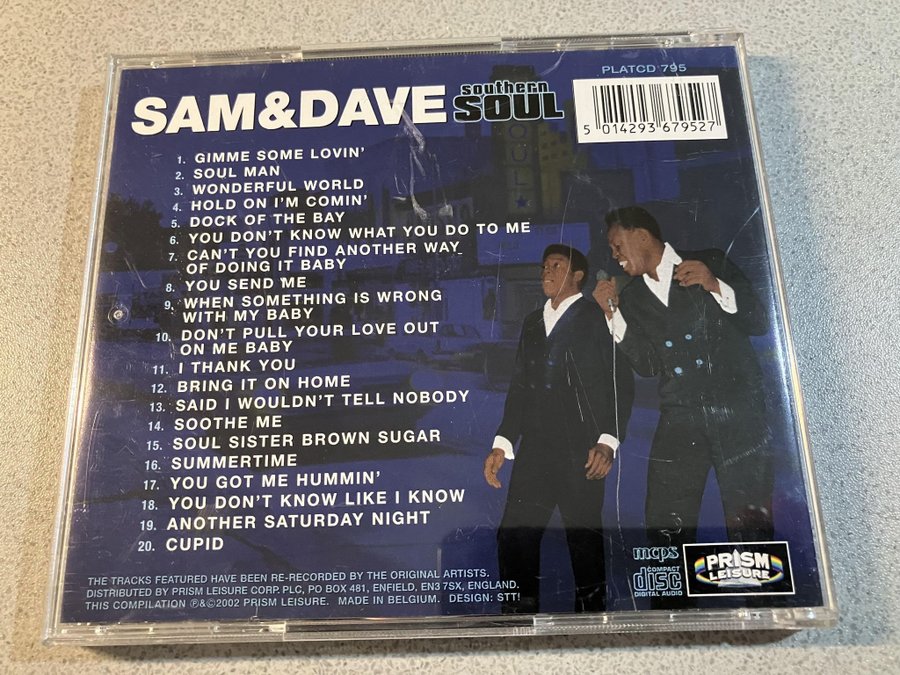 PLATCD 795
SAM&DAVE
southern
SOUL
5 014293 679527
1. GIMME SOME LOVIN'
2. SOUL MAN
3. WONDERFUL WORLD
4. HOLD ON I'M COMIN'
5. DOCK OF THE BAY
6. YOU DON'T KNOW WHAT YOU DO TO ME
7. CAN'T YOU FIND ANOTHER WAY
OF DOING IT BABY
8. YOU SEND ME
9. WHEN SOMETHING IS WRONG
WITH MY BABY
10. DON'T PULL YOUR LOVE OUT
ON ME BABY
11. I THANK YOU
12. BRING IT ON HOME
13. SAID I WOULDN'T TELL NOBODY
14. SOOTHE ME
15. SOUL SISTER BROWN SUGAR
16. SUMMERTIME
17. YOU GOT ME HUMMIN'
18. YOU DON'T KNOW LIKE I KNOW
19. ANOTHER SATURDAY NIGHT
20. CUPID
THE TRACKS FEATURED HAVE BEEN RE-RECORDED BY THE ORIGINAL ARTISTS.
DISTRIBUTED BY PRISM LEISURE CORP. PLC, PO BOX 481, ENFIELD, EN3 7SX, ENGLAND.
THIS COMPILATION ℗&©2002 PRISM LEISURE. MADE IN BELGIUM. DESIGN: STT!
mcps
COMPACT
disc
DIGITAL AUDIO
PRISM
LEISURE